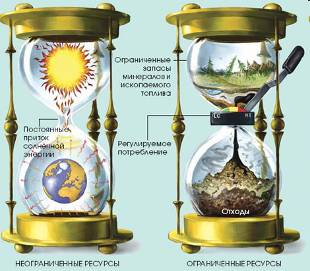 Ограниченные
запасы
минералов и
ископаемого
топлива
Постоянный
приток
солнечной
энергии
Регулируемое
потребление
Отходы
НЕОГРАНИЧЕННЫЕ РЕСУРСЫ
ОГРАНИЧЕННЫЕ РЕСУРСЫ